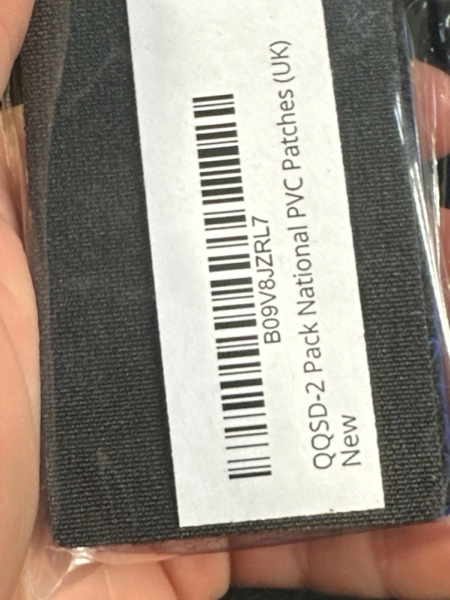 B09V8JZRL7
QQSD-2 Pack National PVC Patches (UK)
New